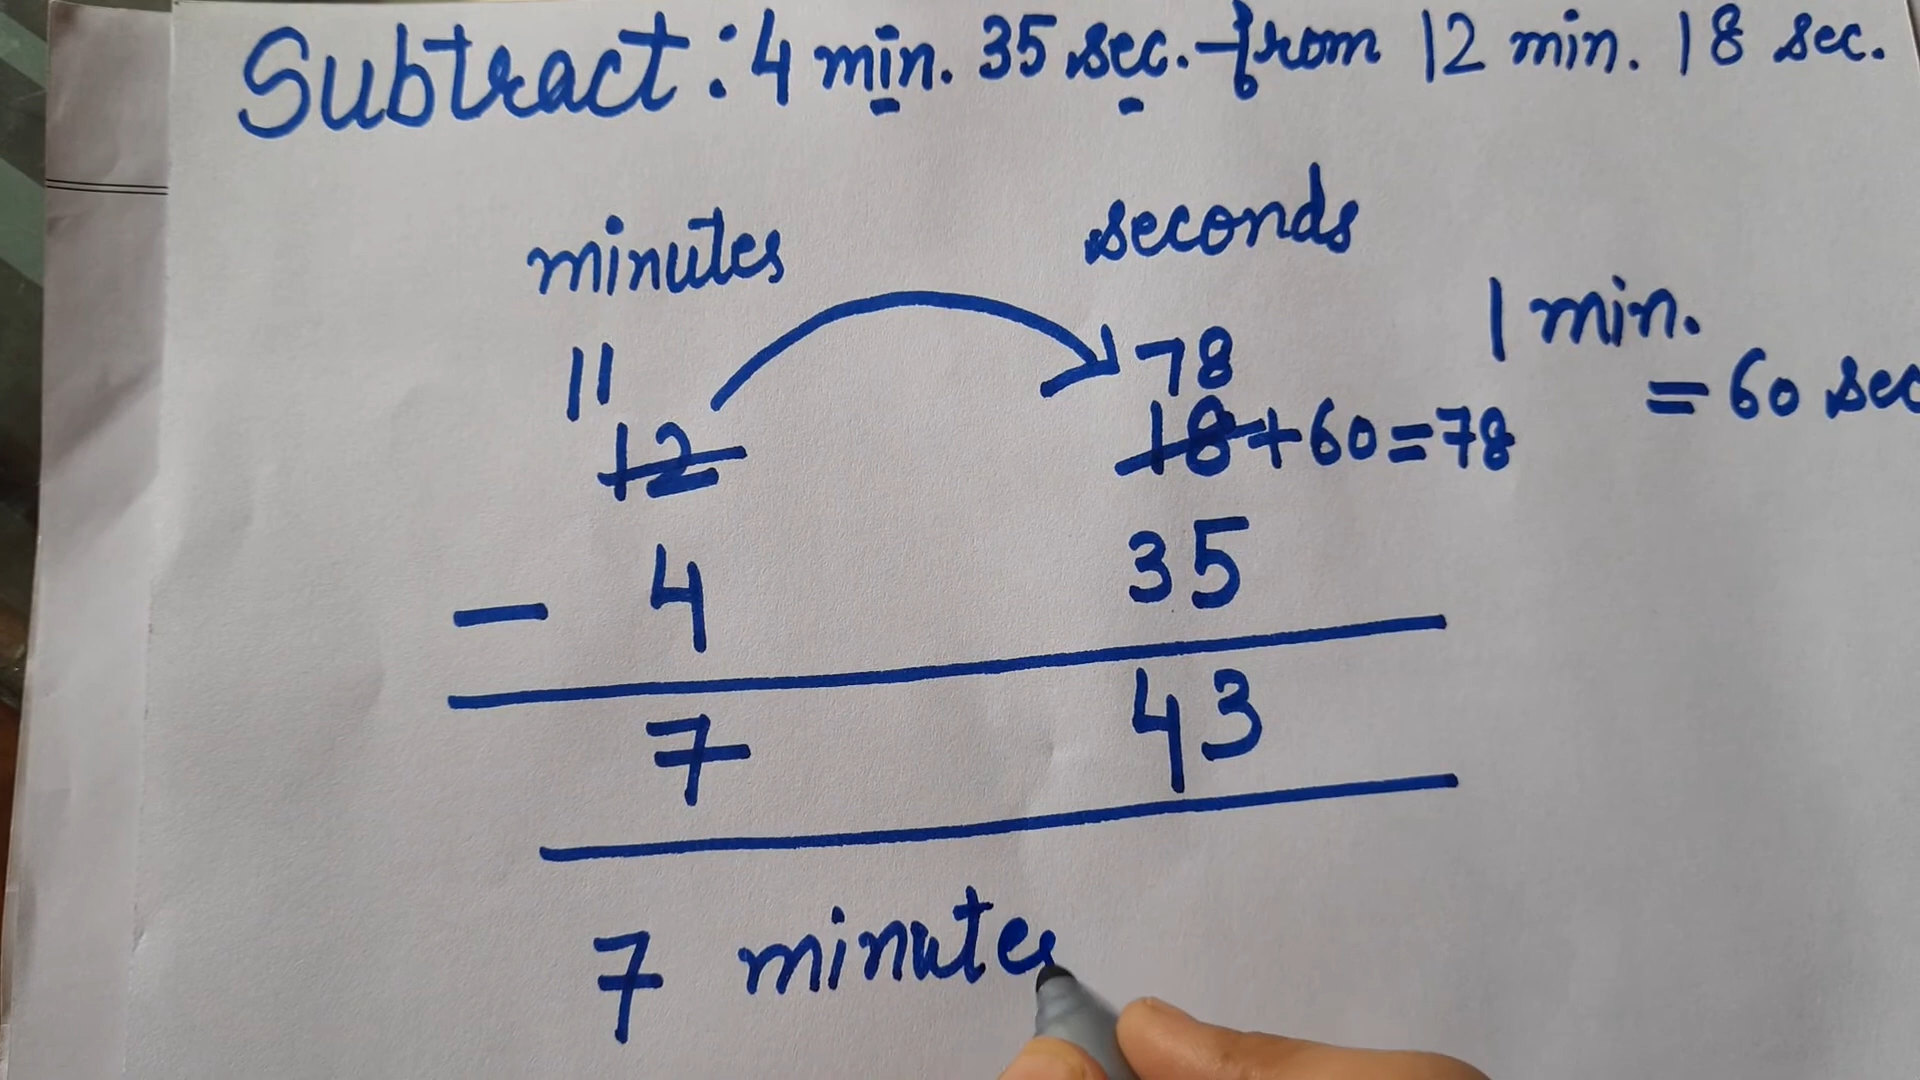 Subtract: 4 min. 35 sec. from 12 min. 18 sec.
minutes seconds
1 min.
= 60 sec
11 78
12 18+60=78
- 4 35
7 43
7 minutes